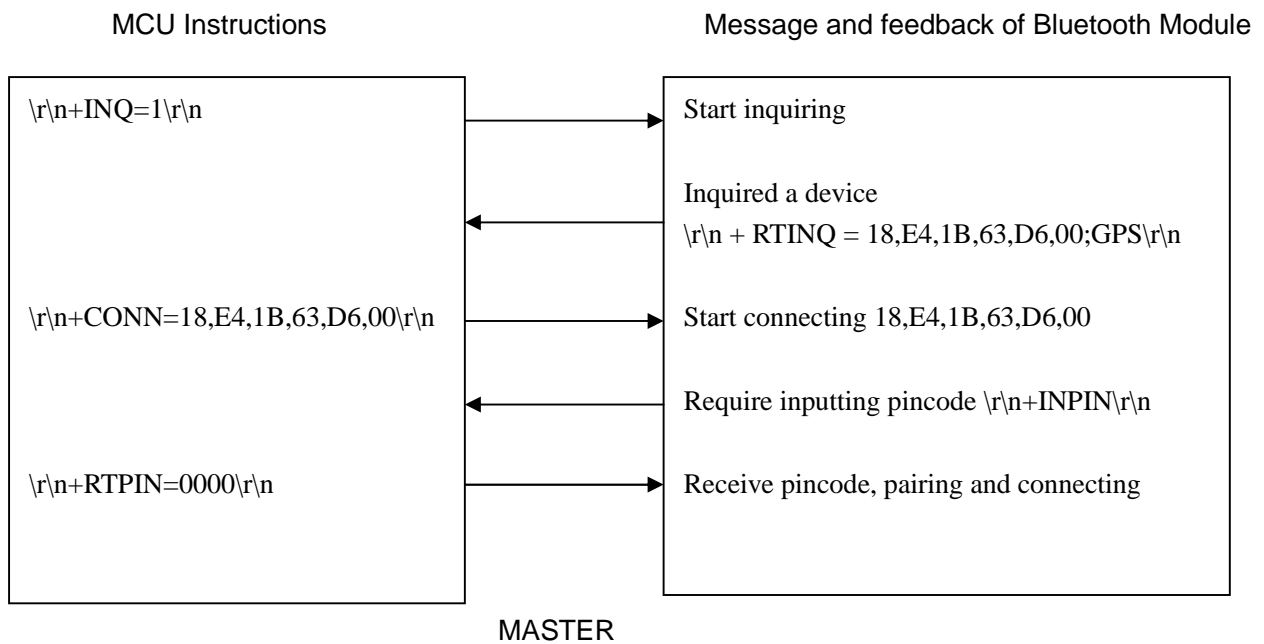 MCU Instructions
Message and feedback of Bluetooth Module
\r\n+INQ=1\r\n
Start inquiring
Inquired a device
\r\n + RTINQ = 18,E4,1B,63,D6,00;GPS\r\n
\r\n+CONN=18,E4,1B,63,D6,00\r\n
Start connecting 18,E4,1B,63,D6,00
Require inputting pincode \r\n+INPIN\r\n
\r\n+RTPIN=0000\r\n
Receive pincode, pairing and connecting
MASTER